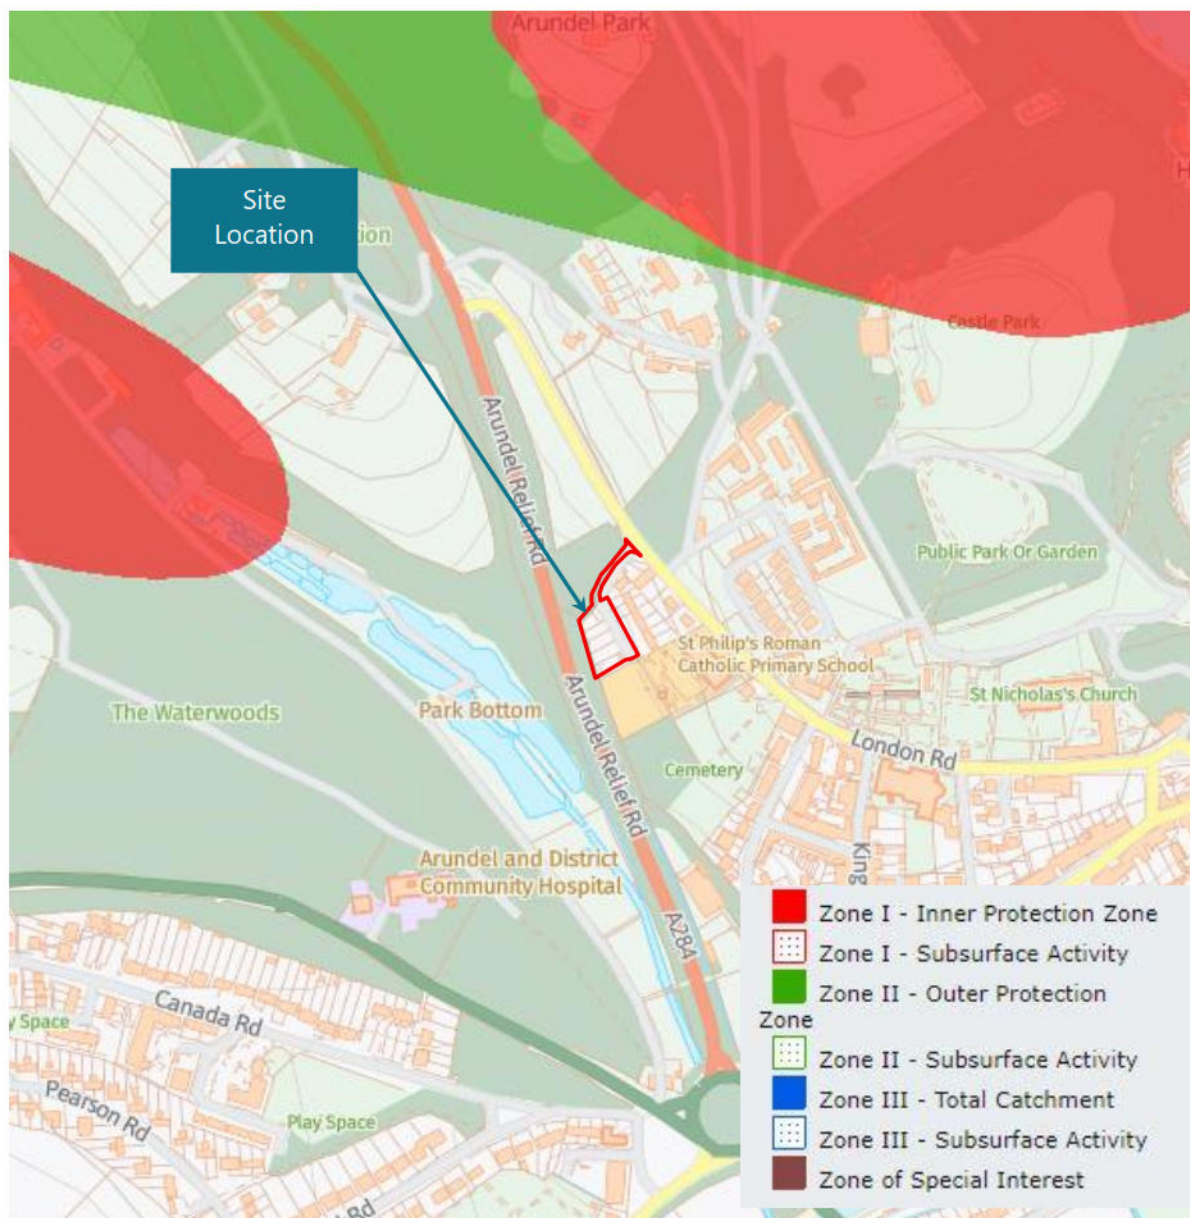 Arundel Park
Site
Location
tion
H
Castle Park
Arundel Relief Rd
Public Park Or Garden
St Philip's Roman
Catholic Primary School
St Nicholas's Church
The Waterwoods
Park Bottom
Arundel Relief Rd
London Rd
Cemetery
King
Arundel and District
Community Hospital
A284
Canada Rd
y Space
Pearson Rd
Play Space
Rd
Zone I - Inner Protection Zone
Zone I - Subsurface Activity
Zone II - Outer Protection
Zone
Zone II - Subsurface Activity
Zone III - Total Catchment
Zone III - Subsurface Activity
Zone of Special Interest